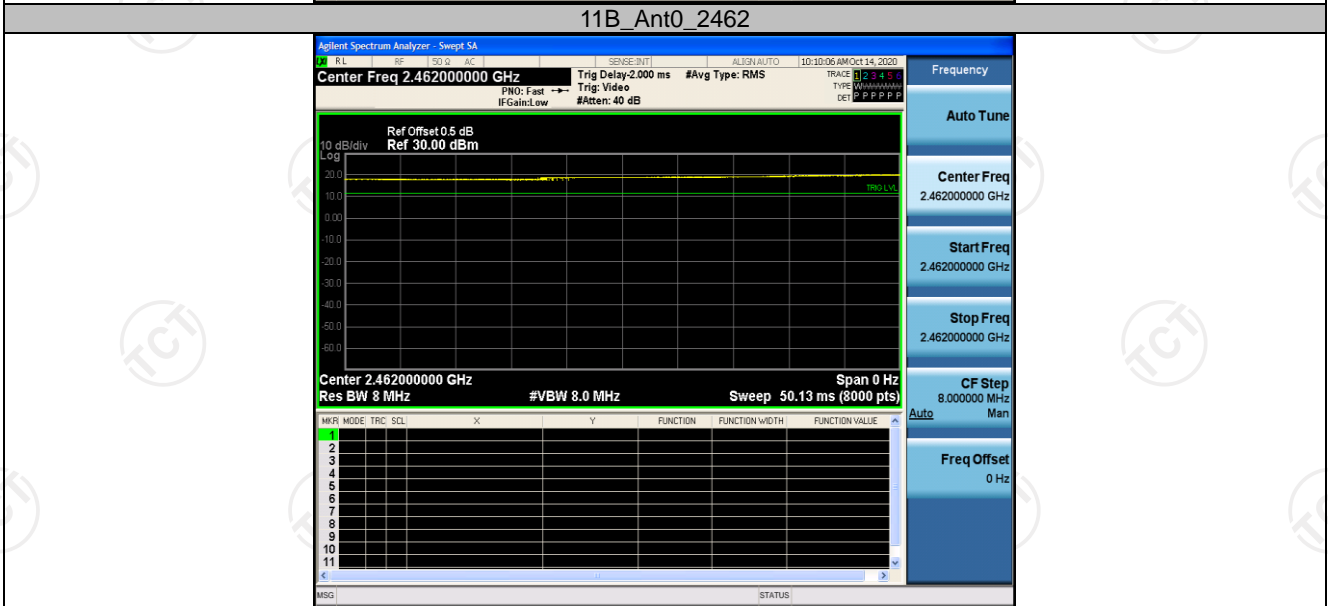 11B_Ant0_2462
Agilent Spectrum Analyzer - Swept SA
RL RF 50 Ω AC SENSE:INT ALIGN AUTO 10:10:06 AM Oct 14, 2020
Center Freq 2.462000000 GHz
PNO: Fast
IFGain:Low
Trig Delay-2.000 ms
Trig: Video
#Atten: 40 dB
#Avg Type: RMS
TRACE 1 2 3 4 5 6
TYPE
DET P P P P P P
Ref Offset 0.5 dB
10 dB/div Ref 30.00 dBm
Log
20.0
TRIG LVL
10.0
0.00
-10.0
-20.0
-30.0
-40.0
-50.0
-60.0
Center 2.462000000 GHz Span 0 Hz
Res BW 8 MHz #VBW 8.0 MHz Sweep 50.13 ms (8000 pts)
MKR MODE TRC SCL X Y FUNCTION FUNCTION WIDTH FUNCTION VALUE
1
2
3
4
5
6
7
8
9
10
11
MSG STATUS
Frequency
Auto Tune
Center Freq
2.462000000 GHz
Start Freq
2.462000000 GHz
Stop Freq
2.462000000 GHz
CF Step
8.000000 MHz
Auto Man
Freq Offset
0 Hz
TCT
TCT